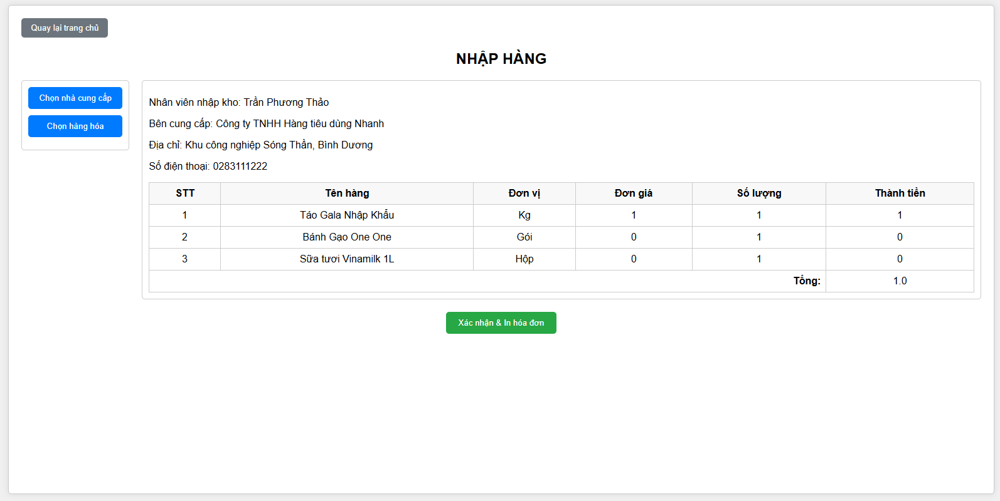 Quay lại trang chủ
NHẬP HÀNG
Chọn nhà cung cấp
Chọn hàng hóa
Nhân viên nhập kho: Trần Phương Thảo
Bên cung cấp: Công ty TNHH Hàng tiêu dùng Nhanh
Địa chỉ: Khu công nghiệp Sóng Thần, Bình Dương
Số điện thoại: 0283111222
STT Tên hàng Đơn vị Đơn giá Số lượng Thành tiền
1 Táo Gala Nhập Khẩu Kg 1 1 1
2 Bánh Gạo One One Gói 0 1 0
3 Sữa tươi Vinamilk 1L Hộp 0 1 0
Tổng: 1.0
Xác nhận & In hóa đơn